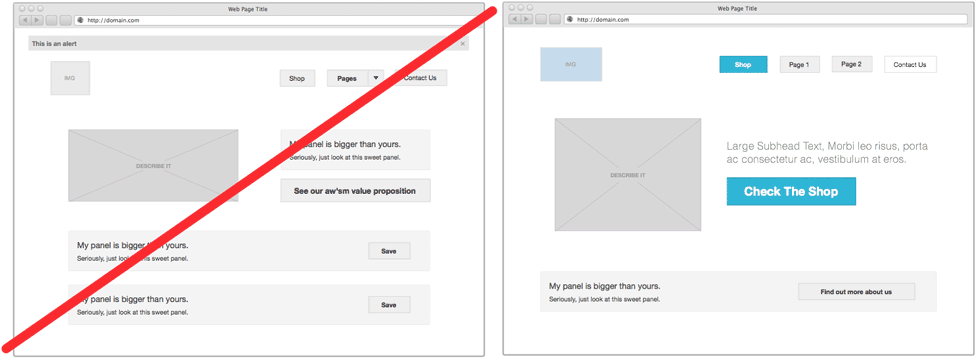 Web Page Title
http://domain.com
This is an alert
IMG
Shop
Pages
Contact Us
DESCRIBE IT
My panel is bigger than yours.
Seriously, just look at this sweet panel.
See our aw'sm value proposition
My panel is bigger than yours.
Seriously, just look at this sweet panel.
Save
My panel is bigger than yours.
Seriously, just look at this sweet panel.
Save
Web Page Title
http://domain.com
IMG
Shop
Page 1
Page 2
Contact Us
DESCRIBE IT
Large Subhead Text, Morbi leo risus, porta
ac consectetur ac, vestibulum at eros.
Check The Shop
My panel is bigger than yours.
Seriously, just look at this sweet panel.
Find out more about us